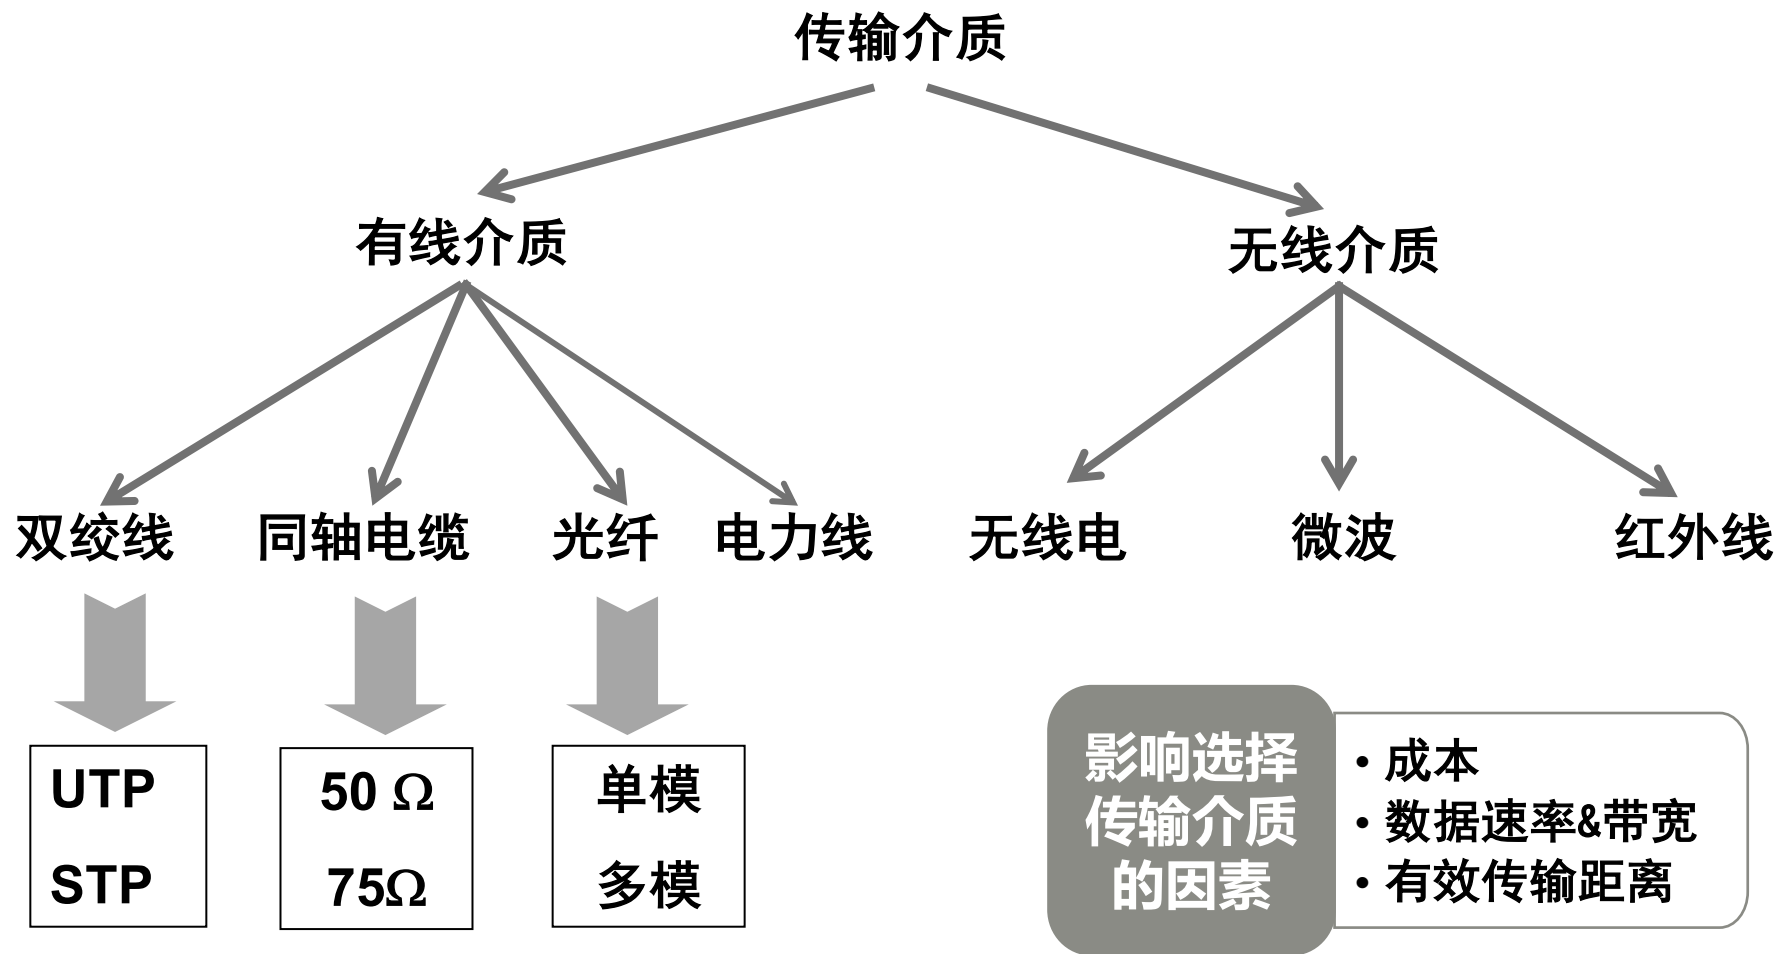 传输介质
有线介质
无线介质
双绞线
同轴电缆
光纤
电力线
无线电
微波
红外线
UTP
STP
50 Ω
75Ω
单模
多模
影响选择
传输介质
的因素
• 成本
• 数据速率&带宽
• 有效传输距离